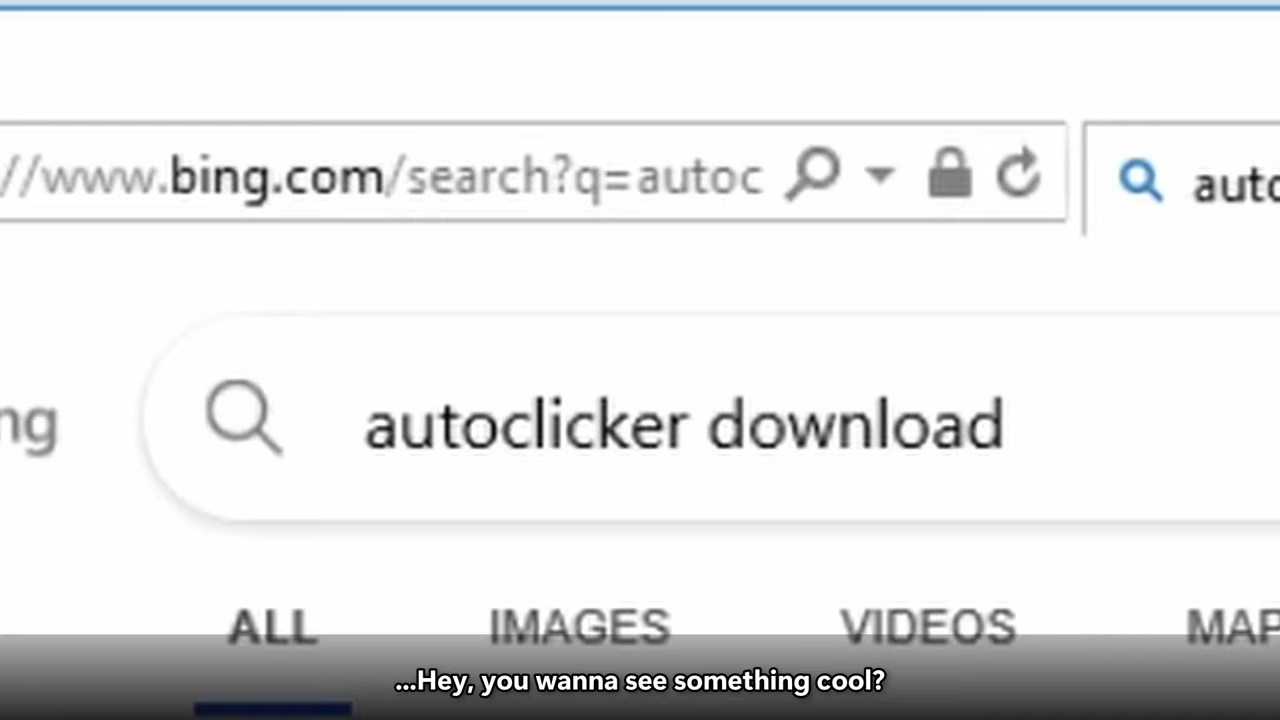 //www.bing.com/search?q=autoc
auto
ng
autoclicker download
ALL IMAGES VIDEOS MAP
...Hey, you wanna see something cool?